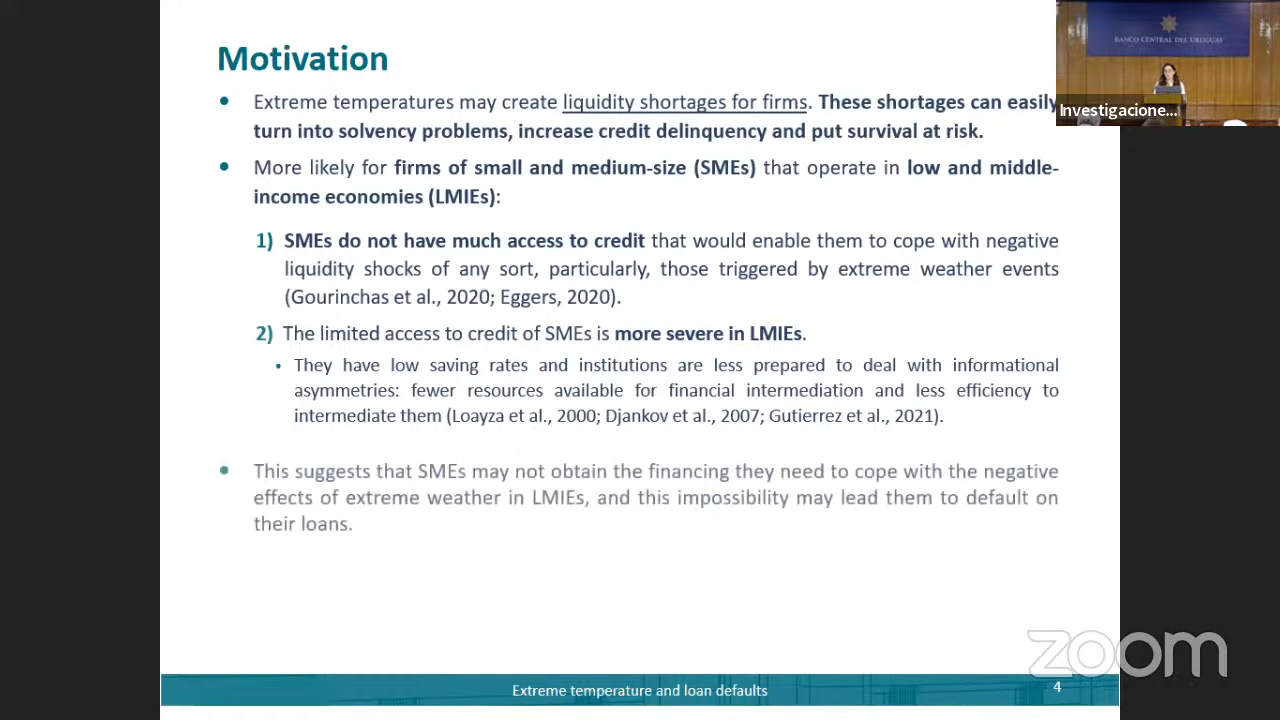 Motivation
• Extreme temperatures may create liquidity shortages for firms. These shortages can easily
turn into solvency problems, increase credit delinquency and put survival at risk.
• More likely for firms of small and medium-size (SMEs) that operate in low and middle-
income economies (LMIEs):
1) SMEs do not have much access to credit that would enable them to cope with negative
liquidity shocks of any sort, particularly, those triggered by extreme weather events
(Gourinchas et al., 2020; Eggers, 2020).
2) The limited access to credit of SMEs is more severe in LMIEs.
• They have low saving rates and institutions are less prepared to deal with informational
asymmetries: fewer resources available for financial intermediation and less efficiency to
intermediate them (Loayza et al., 2000; Djankov et al., 2007; Gutierrez et al., 2021).
• This suggests that SMEs may not obtain the financing they need to cope with the negative
effects of extreme weather in LMIEs, and this impossibility may lead them to default on
their loans.
Extreme temperature and loan defaults
4
BANCO CENTRAL DEL URUGUAY
Investigacione...
zoom